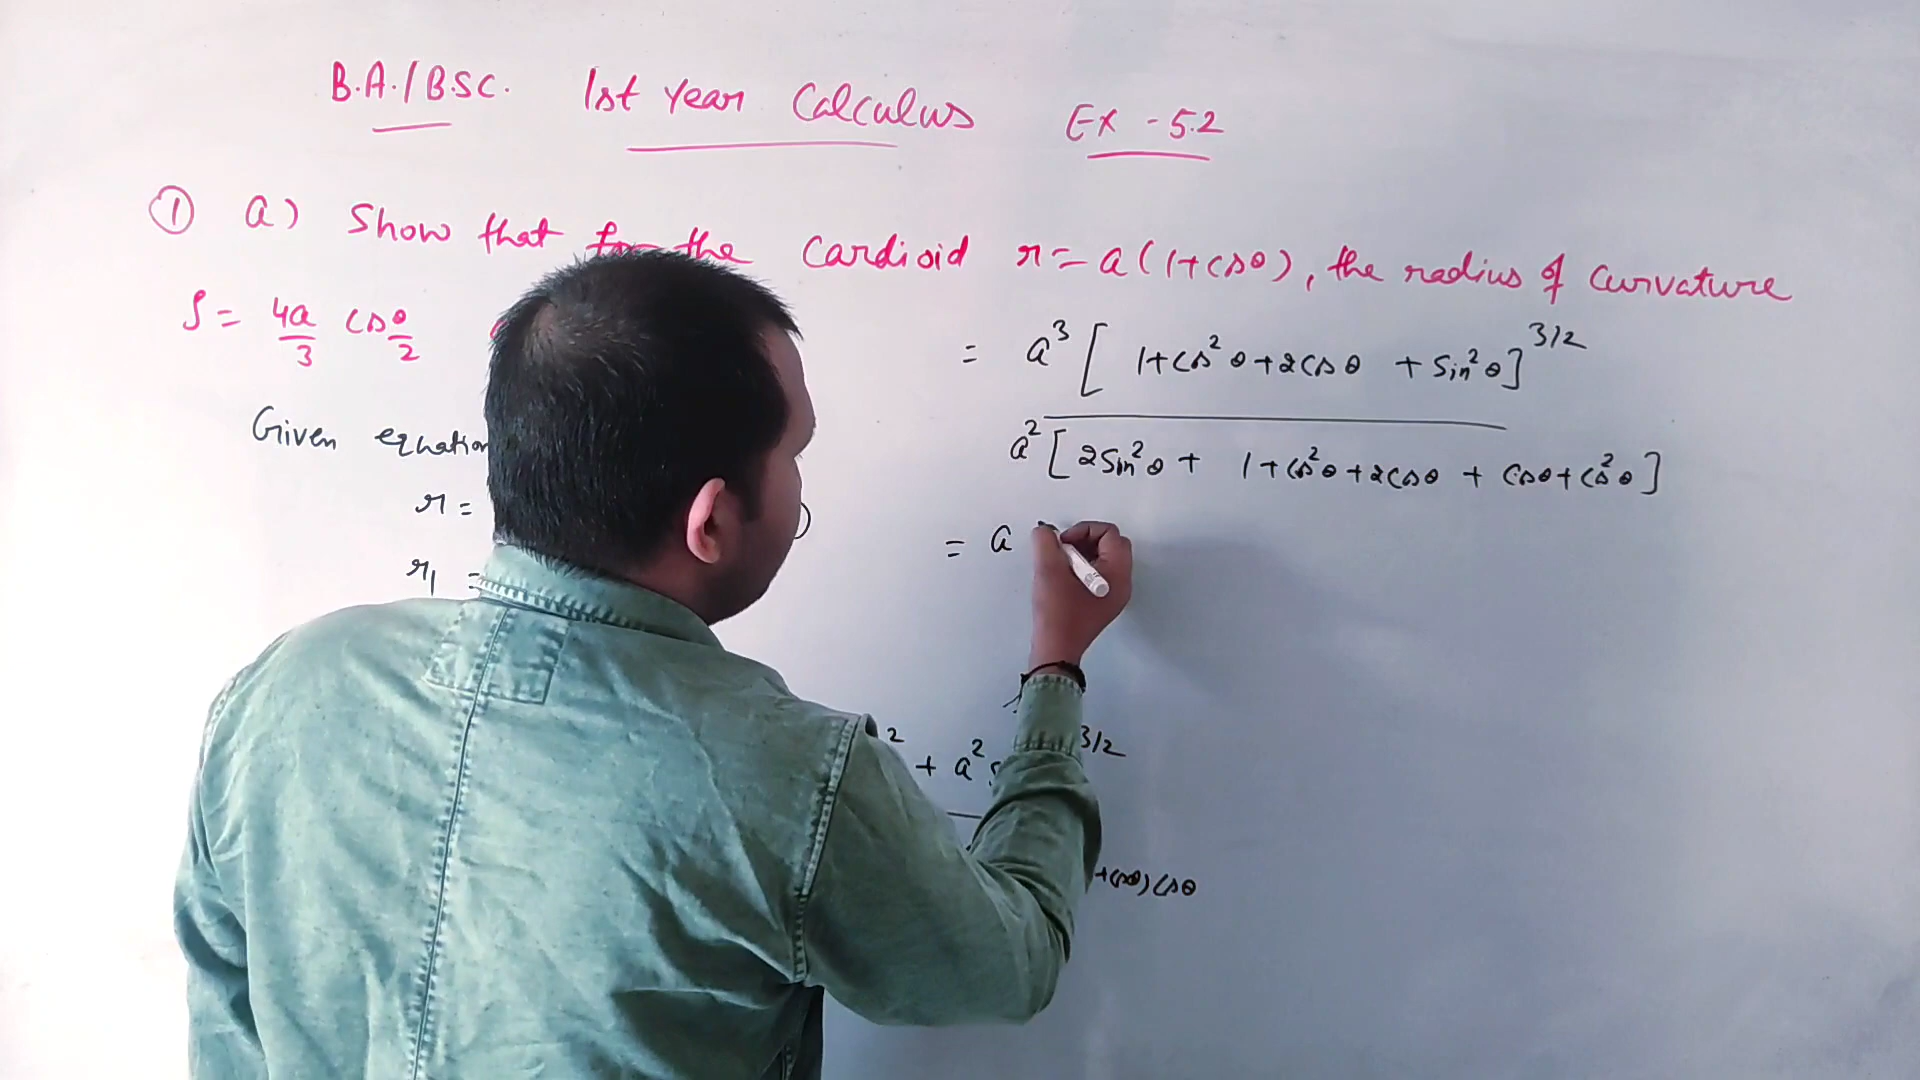 B.A./B.SC. 1st Year Calculus Ex - 5.2
① a) Show that for the Cardioid r = a(1+cosθ), the radius of Curvature
ρ = 4a/3 cos θ/2
Given equation
r =
r₁ =
= a³[1+cos²θ+2cosθ + Sin²θ]^3/2
a²[2Sin²θ + 1+cos²θ+2cosθ + cosθ+cos²θ]
= a
2 + a² 3/2
+cosθ)cosθ